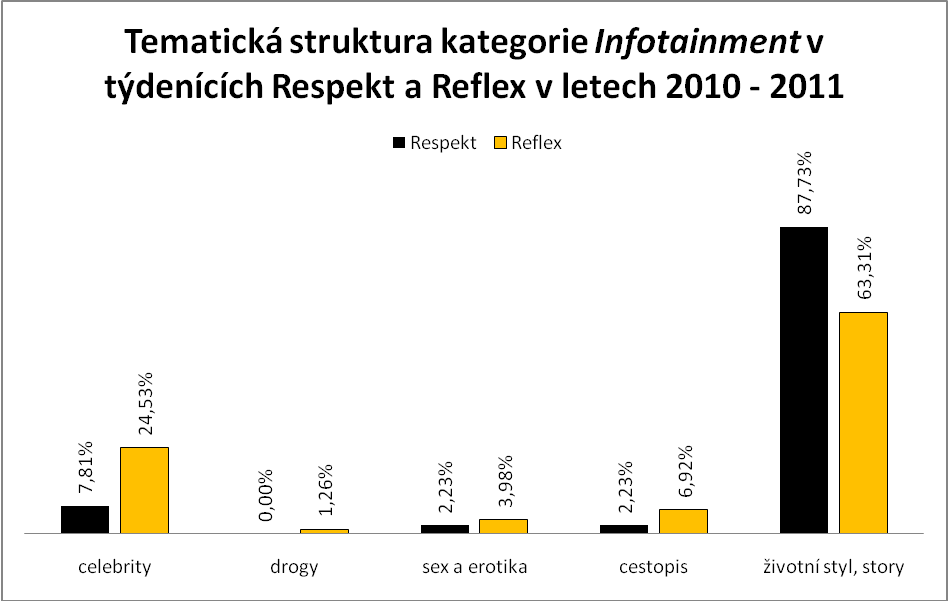 Tematická struktura kategorie Infotainment v
týdenících Respekt a Reflex v letech 2010 - 2011
Respekt Reflex
7,81% 24,53% 0,00% 1,26% 2,23% 3,98% 2,23% 6,92% 87,73% 63,31%
celebrity drogy sex a erotika cestopis životní styl, story